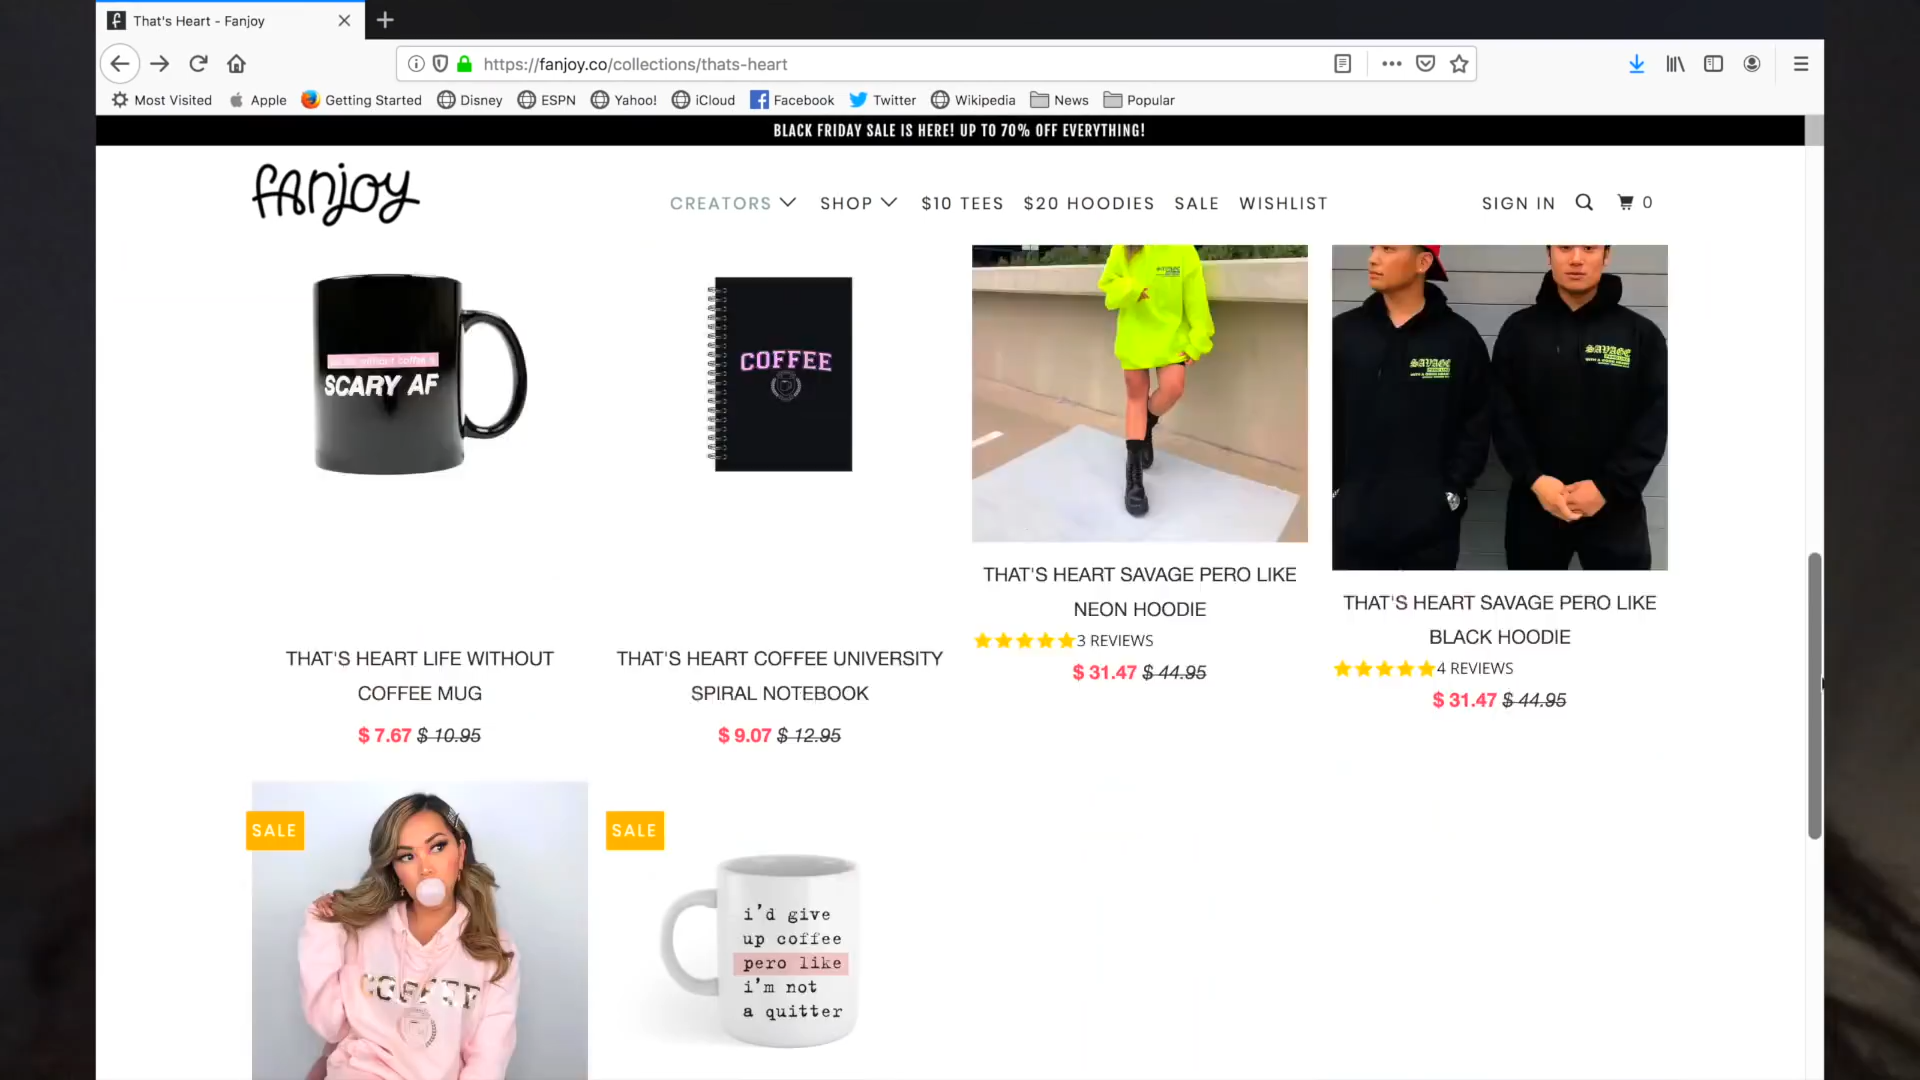 That's Heart - Fanjoy
https://fanjoy.co/collections/thats-heart
Most Visited Apple Getting Started Disney ESPN Yahoo! iCloud Facebook Twitter Wikipedia News Popular
BLACK FRIDAY SALE IS HERE! UP TO 70% OFF EVERYTHING!
fanjoy
CREATORS SHOP $10 TEES $20 HOODIES SALE WISHLIST SIGN IN 0
without coffee
SCARY AF
COFFEE
SAVAGE
SAVAGE
THAT'S HEART LIFE WITHOUT
COFFEE MUG
$ 7.67 $ 10.95
THAT'S HEART COFFEE UNIVERSITY
SPIRAL NOTEBOOK
$ 9.07 $ 12.95
THAT'S HEART SAVAGE PERO LIKE
NEON HOODIE
3 REVIEWS
$ 31.47 $ 44.95
THAT'S HEART SAVAGE PERO LIKE
BLACK HOODIE
4 REVIEWS
$ 31.47 $ 44.95
SALE
COFFEE
SALE
i'd give
up coffee
pero like
i'm not
a quitter